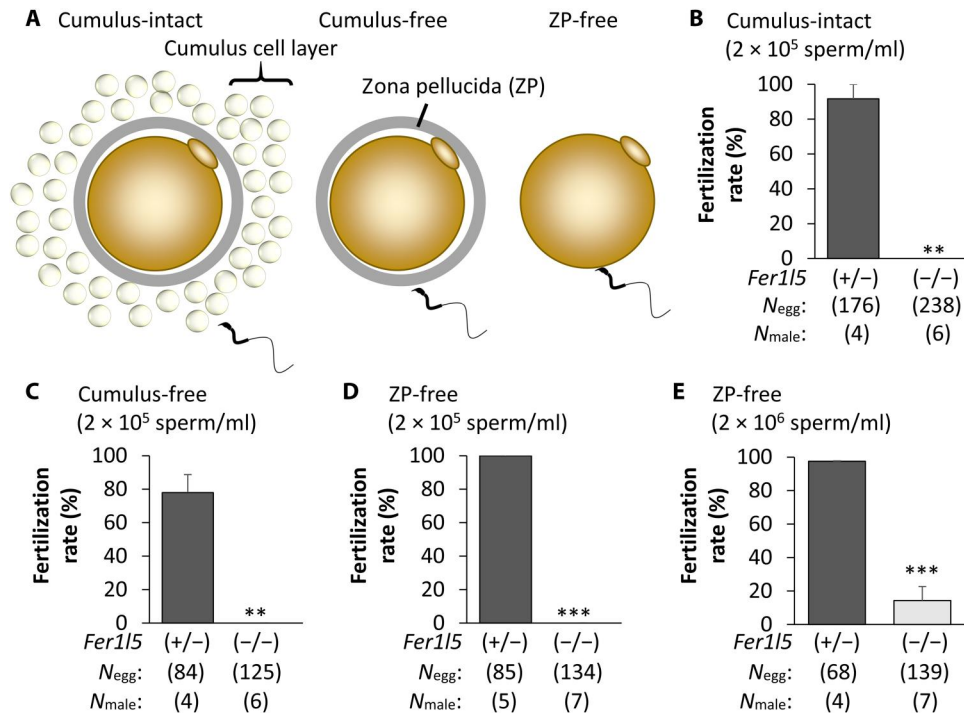 A Cumulus-intact Cumulus-free ZP-free
Cumulus cell layer
Zona pellucida (ZP)
B Cumulus-intact
(2 × 10⁵ sperm/ml)
Fertilization
rate (%)
100
80
60
40
20
0
**
Fer1l5 (+/−) (−/−)
Negg: (176) (238)
Nmale: (4) (6)
C Cumulus-free
(2 × 10⁵ sperm/ml)
Fertilization
rate (%)
100
80
60
40
20
0
**
Fer1l5 (+/−) (−/−)
Negg: (84) (125)
Nmale: (4) (6)
D ZP-free
(2 × 10⁵ sperm/ml)
Fertilization
rate (%)
100
80
60
40
20
0
***
Fer1l5 (+/−) (−/−)
Negg: (85) (134)
Nmale: (5) (7)
E ZP-free
(2 × 10⁶ sperm/ml)
Fertilization
rate (%)
100
80
60
40
20
0
***
Fer1l5 (+/−) (−/−)
Negg: (68) (139)
Nmale: (4) (7)